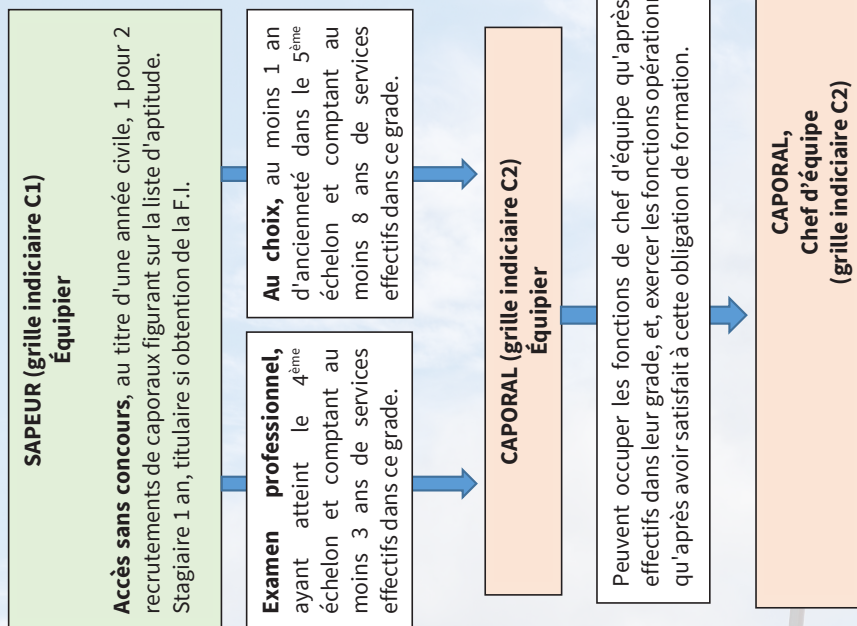 SAPEUR (grille indiciaire C1)
Équipier
Accès sans concours, au titre d'une année civile, 1 pour 2
recrutements de caporaux figurant sur la liste d'aptitude.
Stagiaire 1 an, titulaire si obtention de la F.I.
Examen professionnel,
ayant atteint le 4ème
échelon et comptant au
moins 3 ans de services
effectifs dans ce grade.
Au choix, au moins 1 an
d'ancienneté dans le 5ème
échelon et comptant au
moins 8 ans de services
effectifs dans ce grade.
CAPORAL (grille indiciaire C2)
Équipier
Peuvent occuper les fonctions de chef d'équipe qu'après
effectifs dans leur grade, et, exercer les fonctions opération
qu'après avoir satisfait à cette obligation de formation.
CAPORAL,
Chef d'équipe
(grille indiciaire C2)